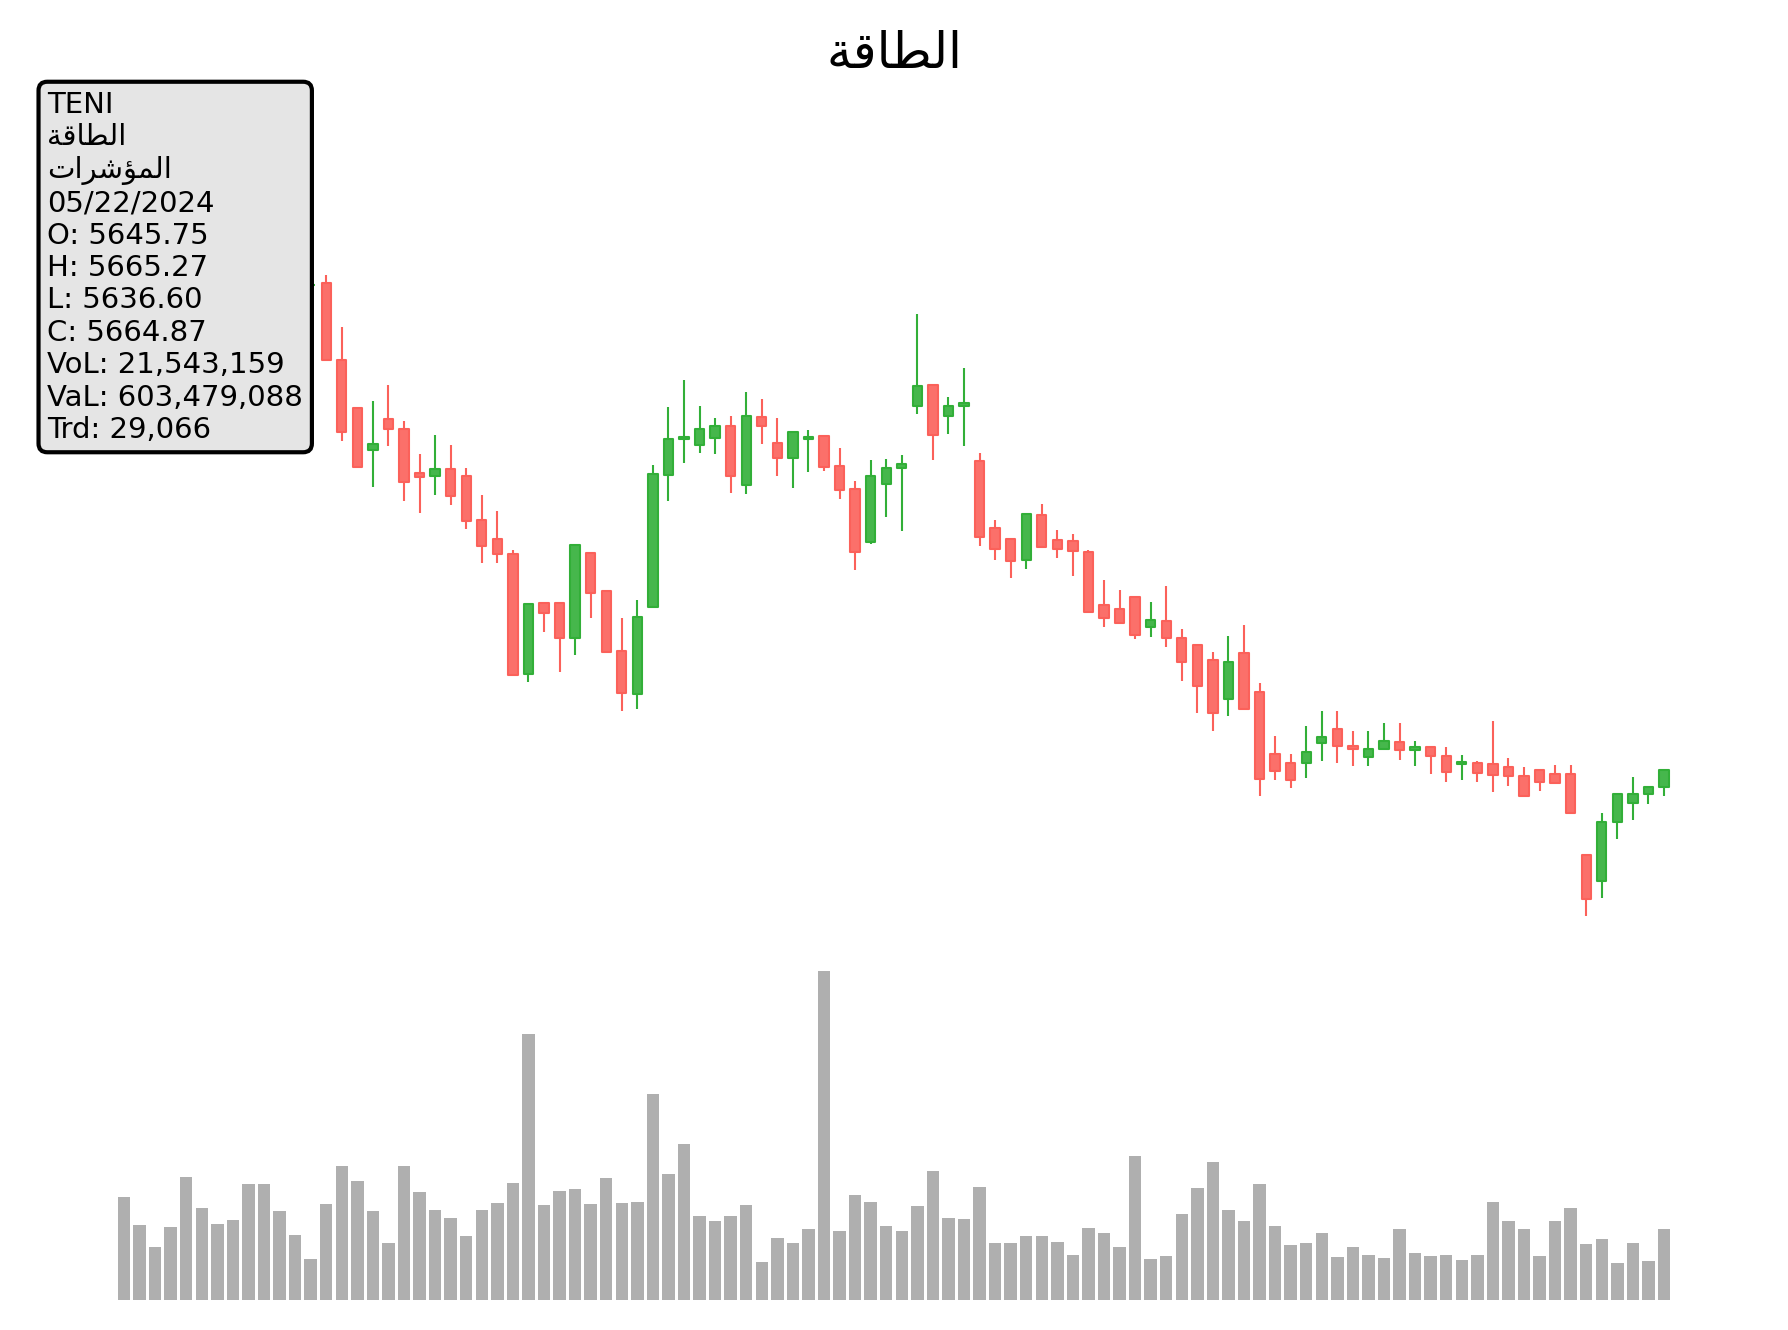 الطاقة
TENI
الطاقة
المؤشرات
05/22/2024
O: 5645.75
H: 5665.27
L: 5636.60
C: 5664.87
VoL: 21,543,159
VaL: 603,479,088
Trd: 29,066